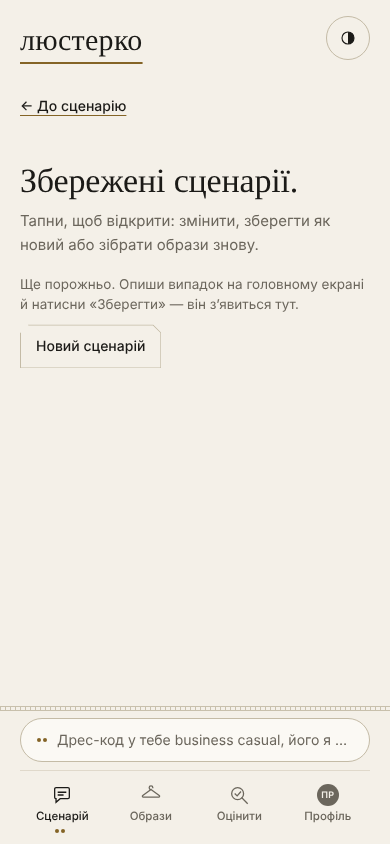 люстерко
← До сценарію
Збережені сценарії.
Тапни, щоб відкрити: змінити, зберегти як
новий або зібрати образи знову.
Ще порожньо. Опиши випадок на головному екрані
й натисни «Зберегти» — він зʼявиться тут.
Новий сценарій
Дрес-код у тебе business casual, його я ...
Сценарій
Образи
Оцінити
ПР
Профіль